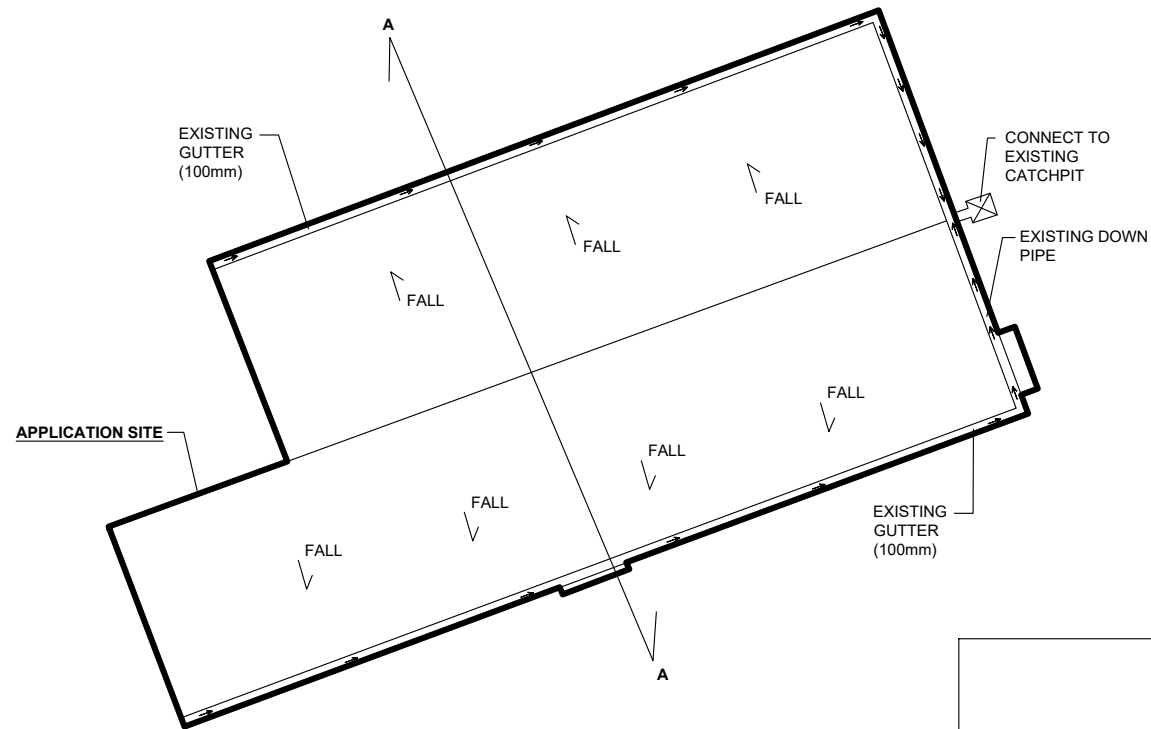 A
EXISTING
GUTTER
(100mm)
CONNECT TO
EXISTING
CATCHPIT
FALL
FALL
EXISTING DOWN
PIPE
FALL
FALL
APPLICATION SITE
FALL
FALL
EXISTING
GUTTER
(100mm)
FALL
A